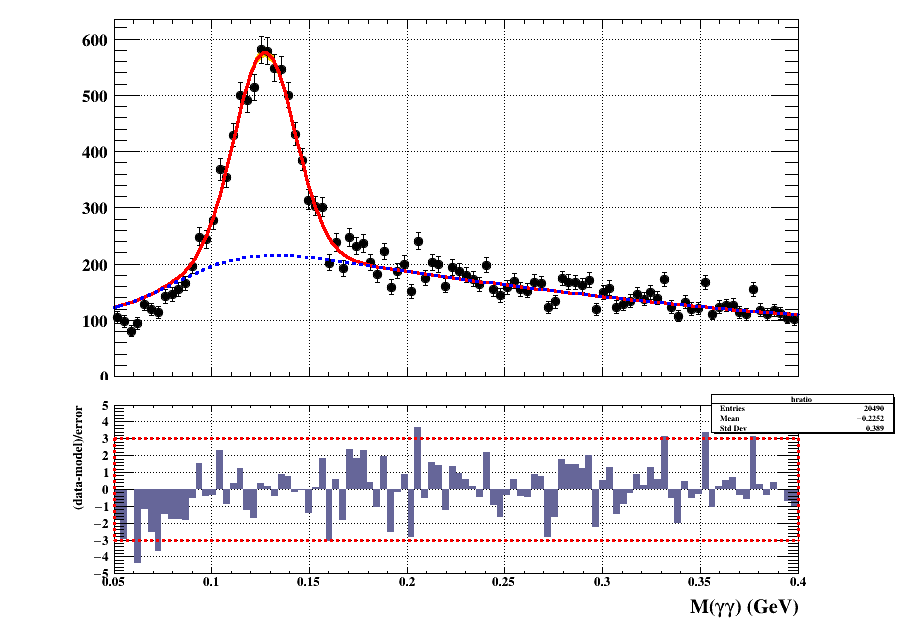 600
500
400
300
200
100
0
hratio
Entries 20490
Mean −0.2252
Std Dev 0.389
(data-model)/error
5
4
3
2
1
0
−1
−2
−3
−4
−5
0.05 0.1 0.15 0.2 0.25 0.3 0.35 0.4
M(γγ) (GeV)